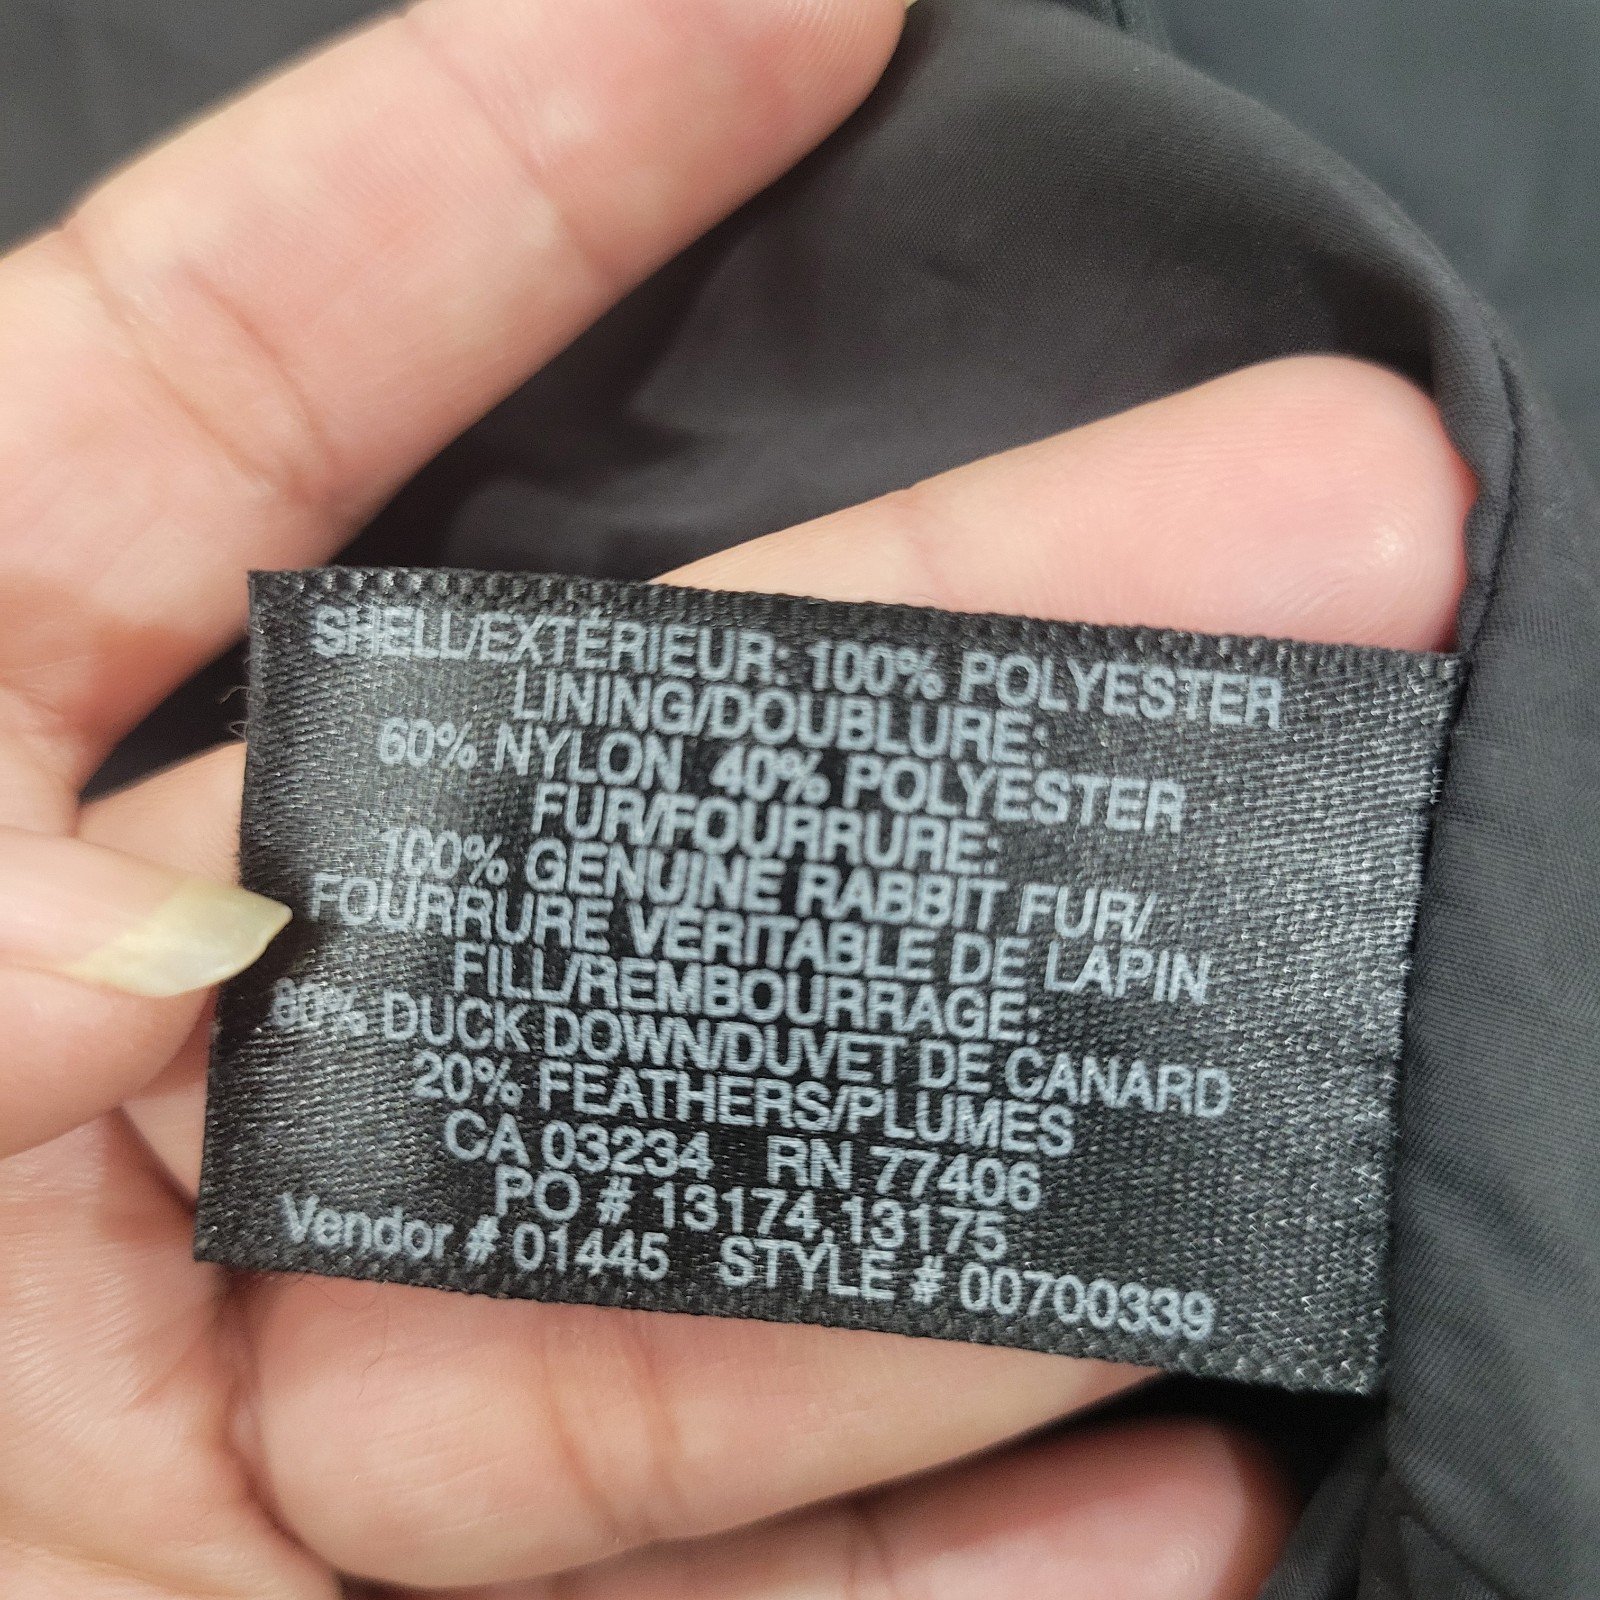 SHELL/EXTÉRIEUR: 100% POLYESTER
LINING/DOUBLURE:
60% NYLON 40% POLYESTER
FUR/FOURRURE:
100% GENUINE RABBIT FUR/
FOURRURE VÉRITABLE DE LAPIN
FILL/REMBOURRAGE:
80% DUCK DOWN/DUVET DE CANARD
20% FEATHERS/PLUMES
CA 03234 RN 77406
PO # 13174,13175
Vendor # 01445 STYLE # 00700339